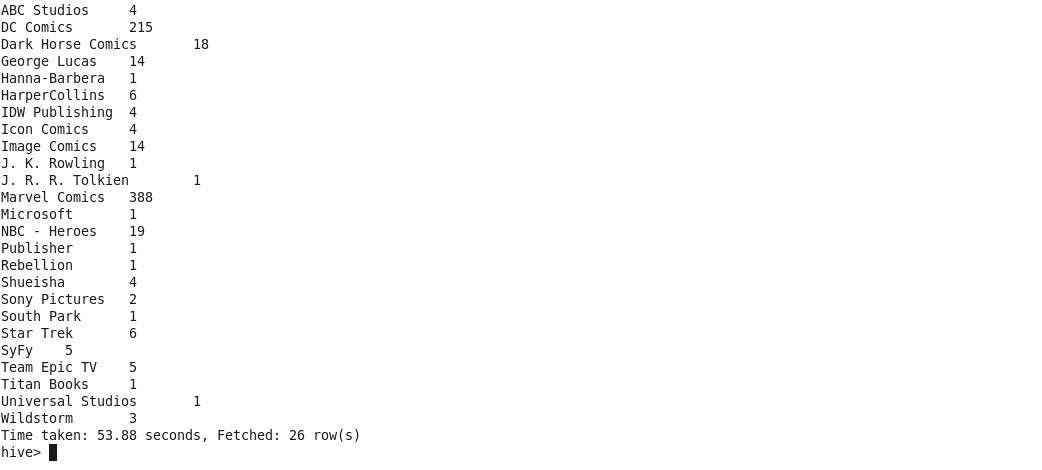 ABC Studios	4
DC Comics	215
Dark Horse Comics	18
George Lucas	14
Hanna-Barbera	1
HarperCollins	6
IDW Publishing	4
Icon Comics	4
Image Comics	14
J. K. Rowling	1
J. R. R. Tolkien	1
Marvel Comics	388
Microsoft	1
NBC - Heroes	19
Publisher	1
Rebellion	1
Shueisha	4
Sony Pictures	2
South Park	1
Star Trek	6
SyFy	5
Team Epic TV	5
Titan Books	1
Universal Studios	1
Wildstorm	3
Time taken: 53.88 seconds, Fetched: 26 row(s)
hive>